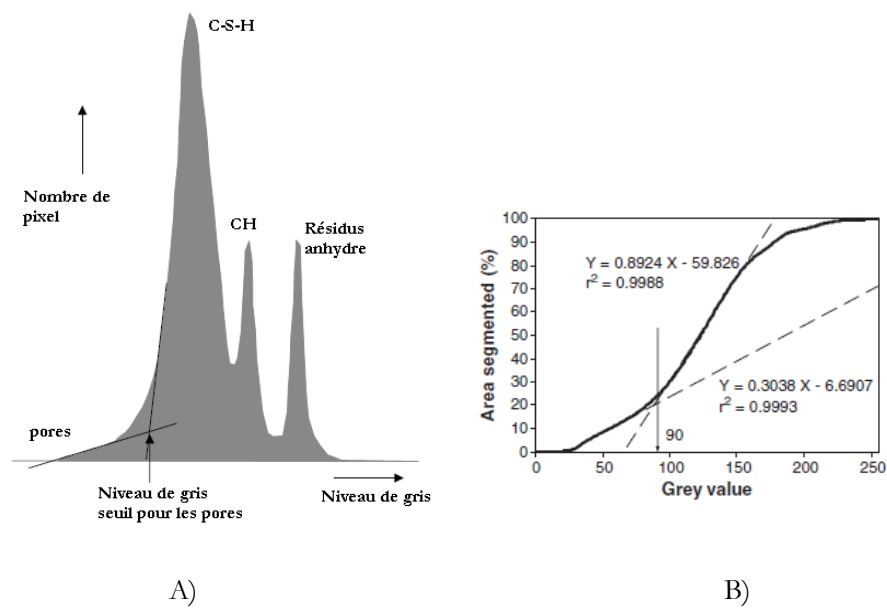 C-S-H
Nombre de
pixel
CH
Résidus
anhydre
pores
Niveau de gris
seuil pour les pores
Niveau de gris
A)
Area segmented (%)
100
90
80
70
60
50
40
30
20
10
0
Y = 0.8924 X - 59.826
r² = 0.9988
Y = 0.3038 X - 6.6907
r² = 0.9993
90
0 50 100 150 200 250
Grey value
B)